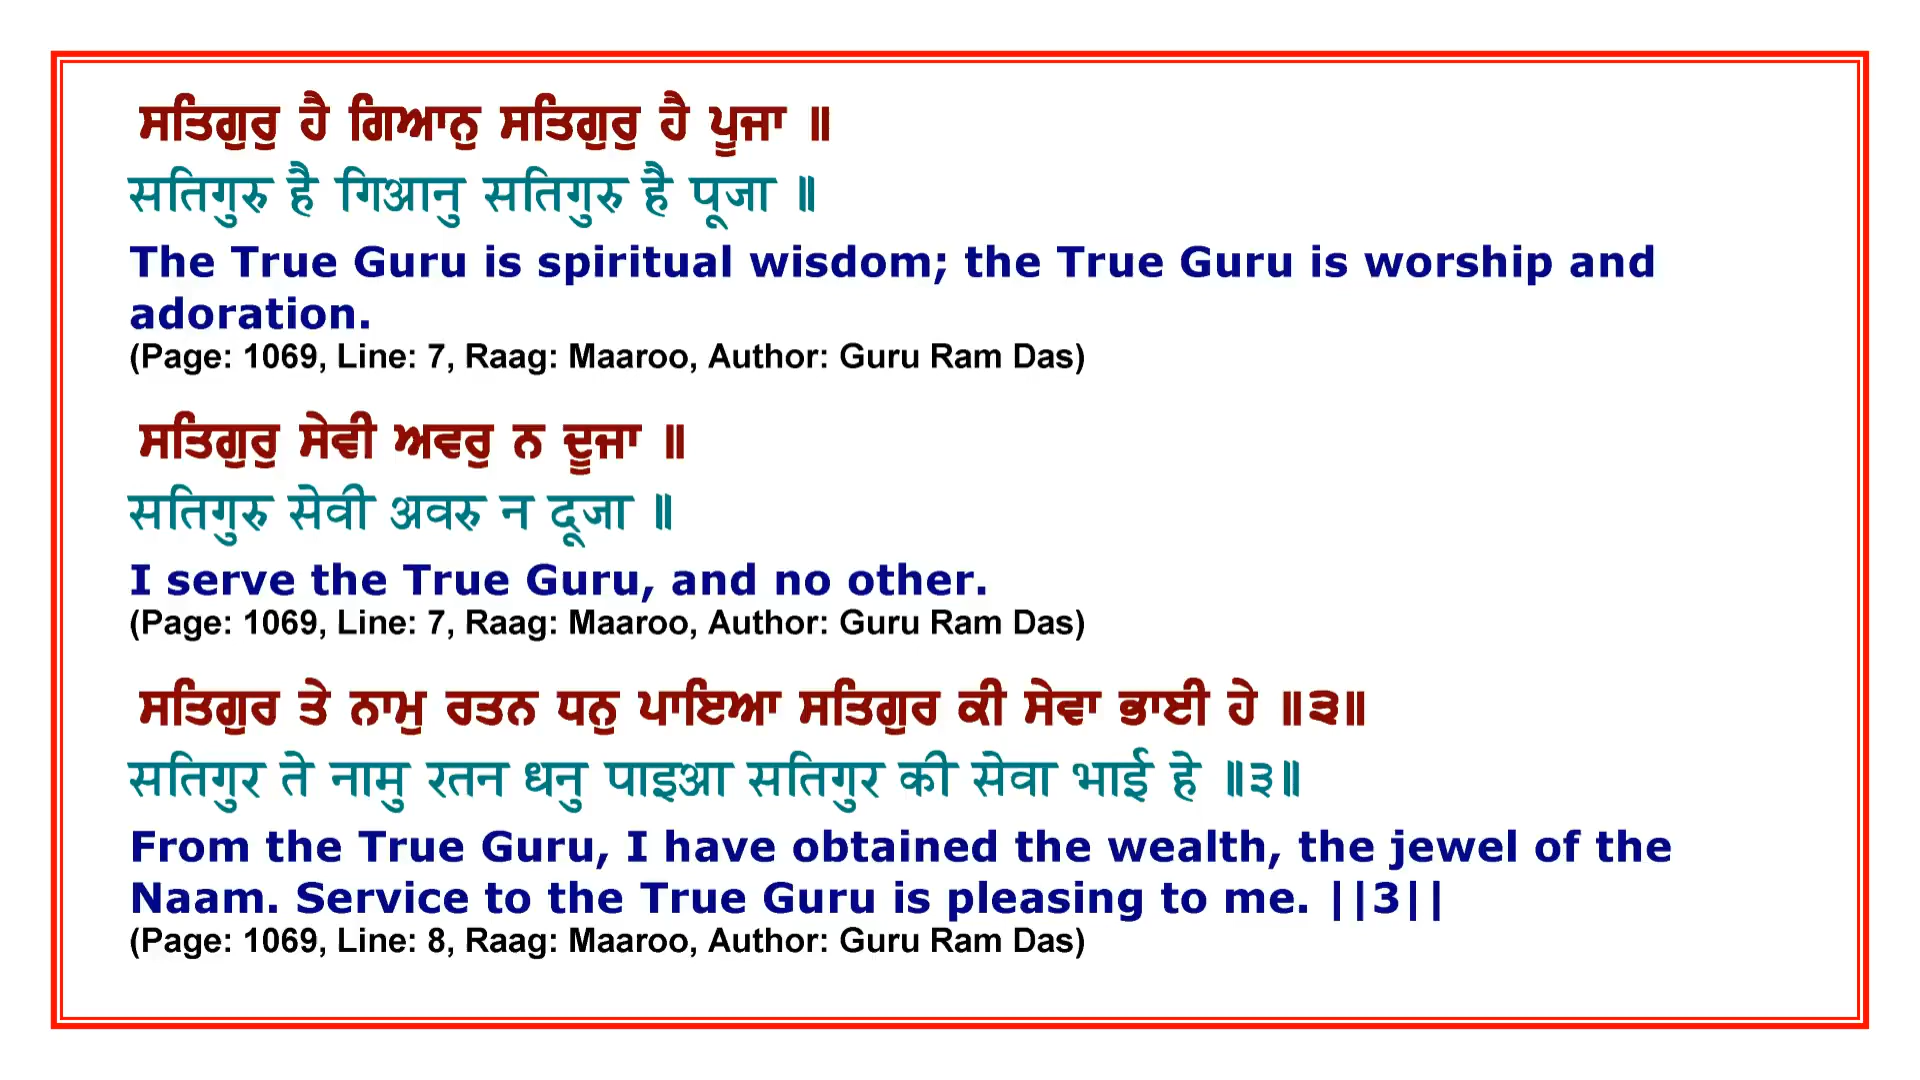 ਸਤਿਗੁਰੁ ਹੈ ਗਿਆਨੁ ਸਤਿਗੁਰੁ ਹੈ ਪੂਜਾ ॥
सतिगुरु है गिआनु सतिगुरु है पूजा ॥
The True Guru is spiritual wisdom; the True Guru is worship and
adoration.
(Page: 1069, Line: 7, Raag: Maaroo, Author: Guru Ram Das)
ਸਤਿਗੁਰੁ ਸੇਵੀ ਅਵਰੁ ਨ ਦੂਜਾ ॥
सतिगुरु सेवी अवरु न दूजा ॥
I serve the True Guru, and no other.
(Page: 1069, Line: 7, Raag: Maaroo, Author: Guru Ram Das)
ਸਤਿਗੁਰ ਤੇ ਨਾਮੁ ਰਤਨ ਧਨੁ ਪਾਇਆ ਸਤਿਗੁਰ ਕੀ ਸੇਵਾ ਭਾਈ ਹੇ ॥੩॥
सतिगुर ते नामु रतन धनु पाइआ सतिगुर की सेवा भाई हे ॥३॥
From the True Guru, I have obtained the wealth, the jewel of the
Naam. Service to the True Guru is pleasing to me. ||3||
(Page: 1069, Line: 8, Raag: Maaroo, Author: Guru Ram Das)